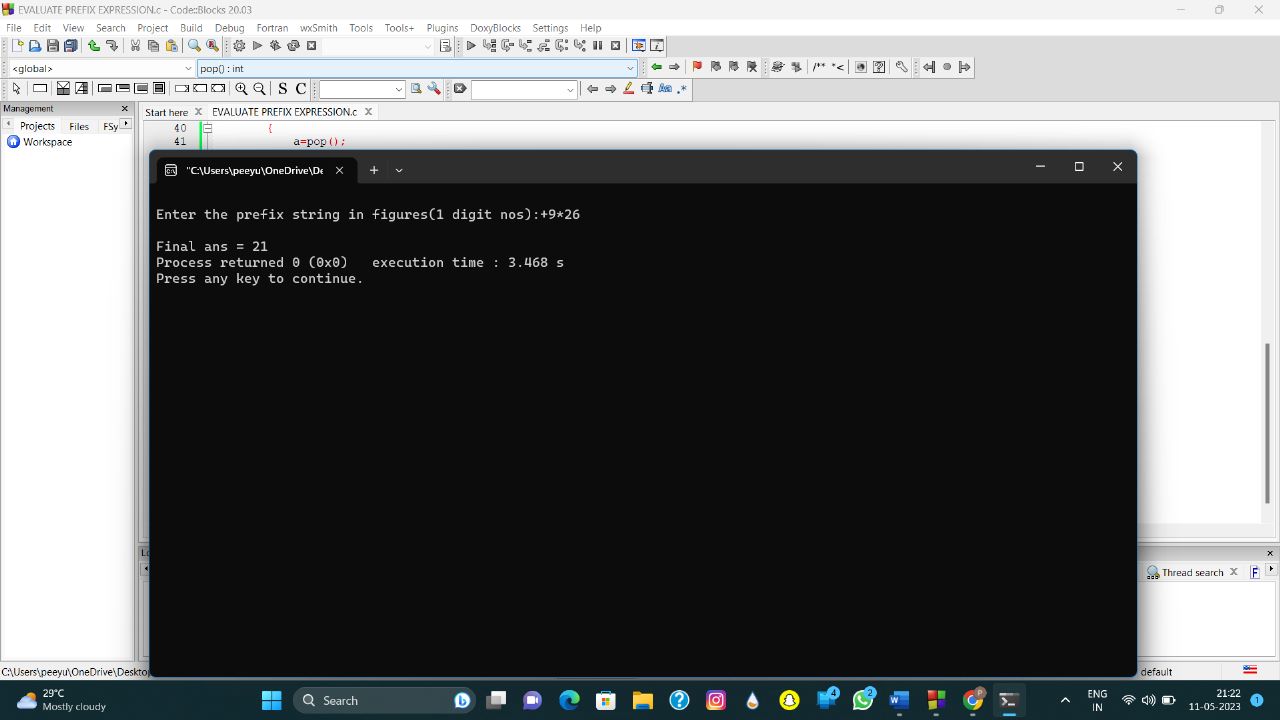 EVALUATE PREFIX EXPRESSION.c - Code::Blocks 20.03
File Edit View Search Project Build Debug Fortran wxSmith Tools Tools+ Plugins DoxyBlocks Settings Help
<global> pop() : int
/** *<
S C Aa .*
Management
Start here EVALUATE PREFIX EXPRESSION.c
Projects Files FSy
40 {
Workspace
41 a=pop();
"C:\Users\peeyu\OneDrive\De
Enter the prefix string in figures(1 digit nos):+9*26
Final ans = 21
Process returned 0 (0x0) execution time : 3.468 s
Press any key to continue.
Thread search F
C:\Users\peeyu\OneDrive\Deskto default
29°C
Mostly cloudy
Search
4
2
P
ENG
IN
21:22
11-05-2023
1